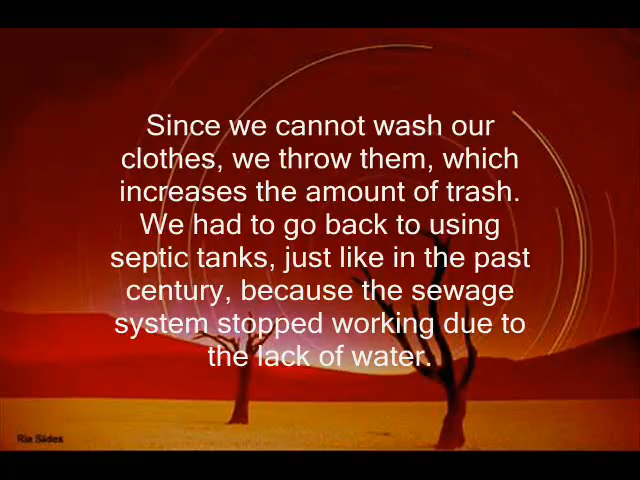 Since we cannot wash our
clothes, we throw them, which
increases the amount of trash.
We had to go back to using
septic tanks, just like in the past
century, because the sewage
system stopped working due to
the lack of water.
Ria Slides